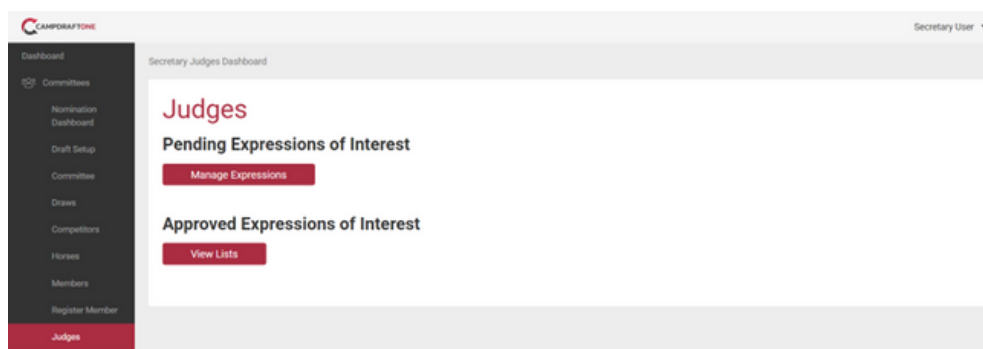 CAMPDRAFTONE
Secretary User
Dashboard
Secretary Judges Dashboard
Committees
Nomination
Dashboard
Draft Setup
Committee
Draws
Competitors
Horses
Members
Register Member
Judges
Judges
Pending Expressions of Interest
Manage Expressions
Approved Expressions of Interest
View Lists